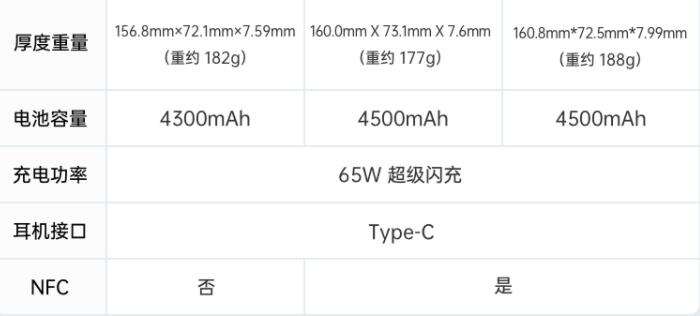 厚度重量
156.8mm×72.1mm×7.59mm
(重约 182g)
160.0mm X 73.1mm X 7.6mm
(重约 177g)
160.8mm*72.5mm*7.99mm
(重约 188g)
电池容量
4300mAh
4500mAh
4500mAh
充电功率
65W 超级闪充
耳机接口
Type-C
NFC
否
是